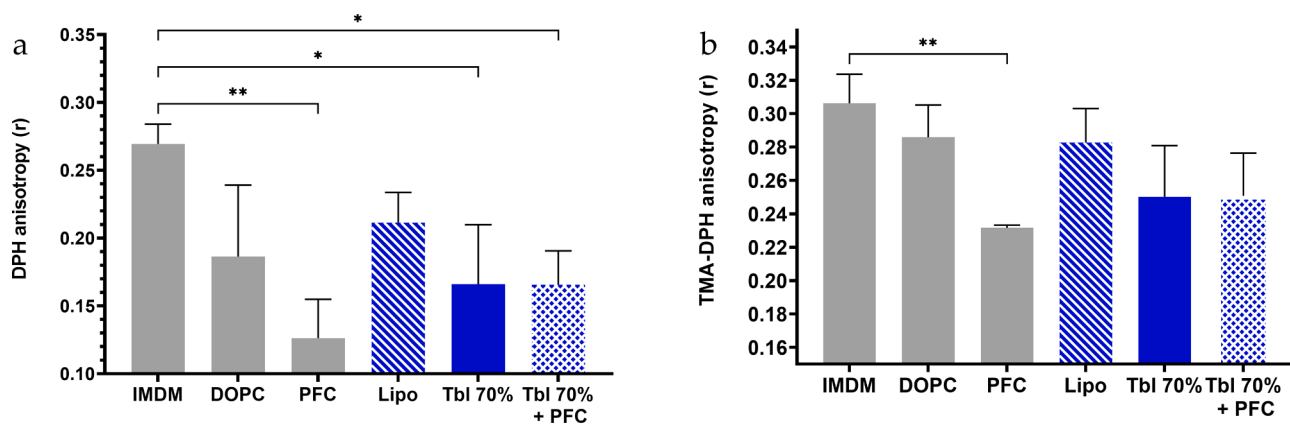 a
DPH anisotropy (r)
0.35
0.30
0.25
0.20
0.15
0.10
*
*
**
IMDM DOPC PFC Lipo Tbl 70% Tbl 70%
+ PFC
b
TMA-DPH anisotropy (r)
0.34
0.32
0.30
0.28
0.26
0.24
0.22
0.20
0.18
0.16
**
IMDM DOPC PFC Lipo Tbl 70% Tbl 70%
+ PFC